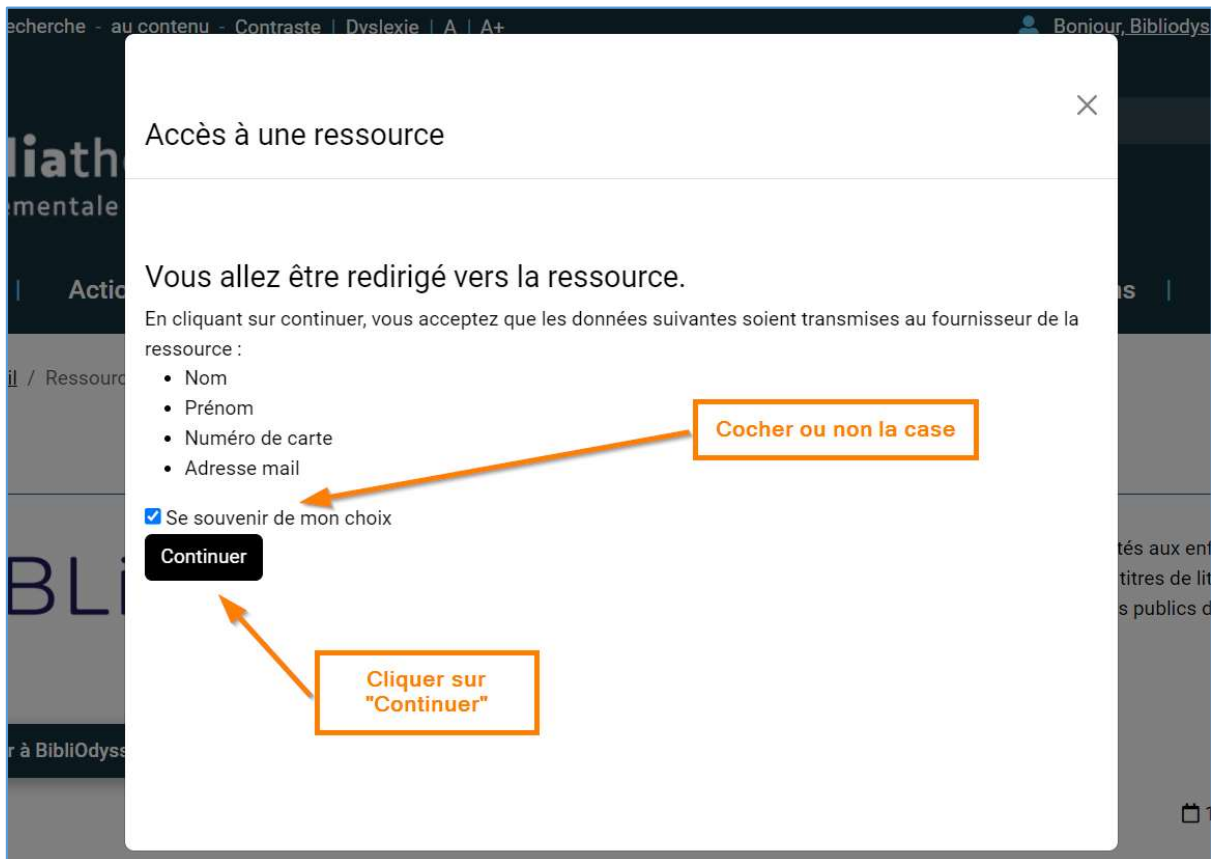 echerche - au contenu - Contraste | Dyslexie | A | A+
Bonjour, Bibliodys
Accès à une ressource
liath
ementale
| Actio
ns |
Vous allez être redirigé vers la ressource.
En cliquant sur continuer, vous acceptez que les données suivantes soient transmises au fournisseur de la
ressource :
il / Ressourc
• Nom
• Prénom
• Numéro de carte
• Adresse mail
Cocher ou non la case
Se souvenir de mon choix
Continuer
BLi
tés aux enf
titres de lit
s publics d
Cliquer sur
"Continuer"
r à BibliOdyss